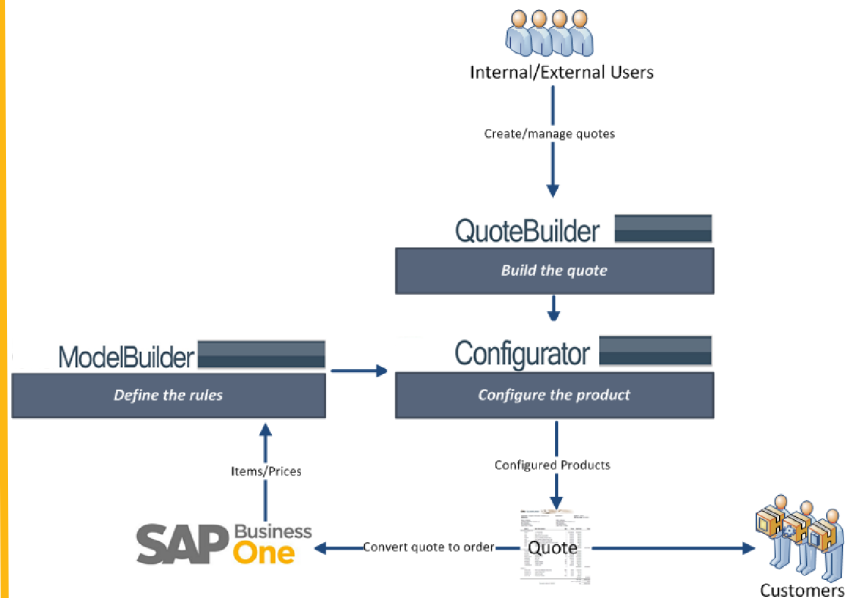 Internal/External Users
Create/manage quotes
QuoteBuilder
Build the quote
ModelBuilder
Define the rules
Configurator
Configure the product
Items/Prices
Configured Products
SAP Business One
Convert quote to order
Quote
Customers